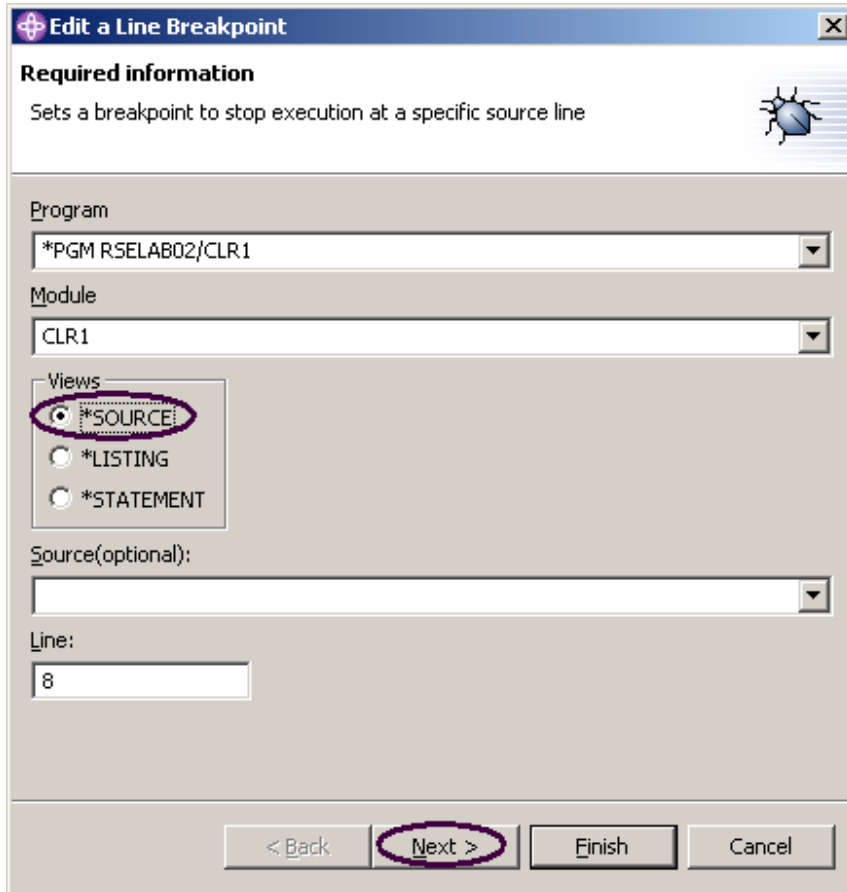 Edit a Line Breakpoint
Required information
Sets a breakpoint to stop execution at a specific source line
Program
*PGM RSELAB02/CLR1
Module
CLR1
Views
*SOURCE
*LISTING
*STATEMENT
Source(optional):
Line:
8
< Back Next > Finish Cancel